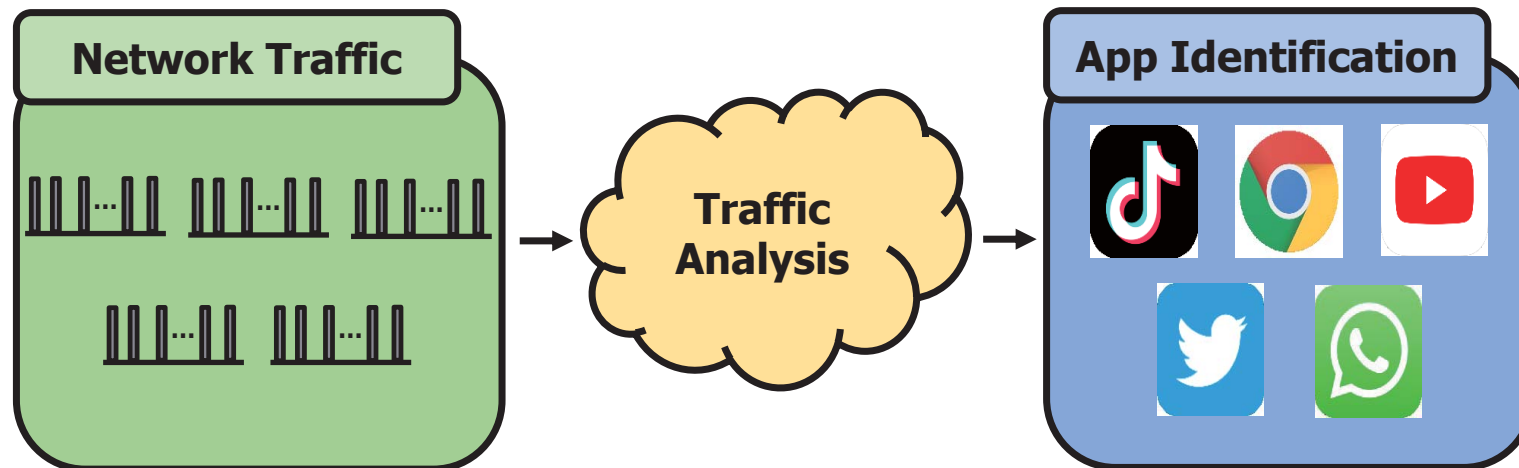 Network Traffic
App Identification
...
...
...
Traffic
Analysis
...
...